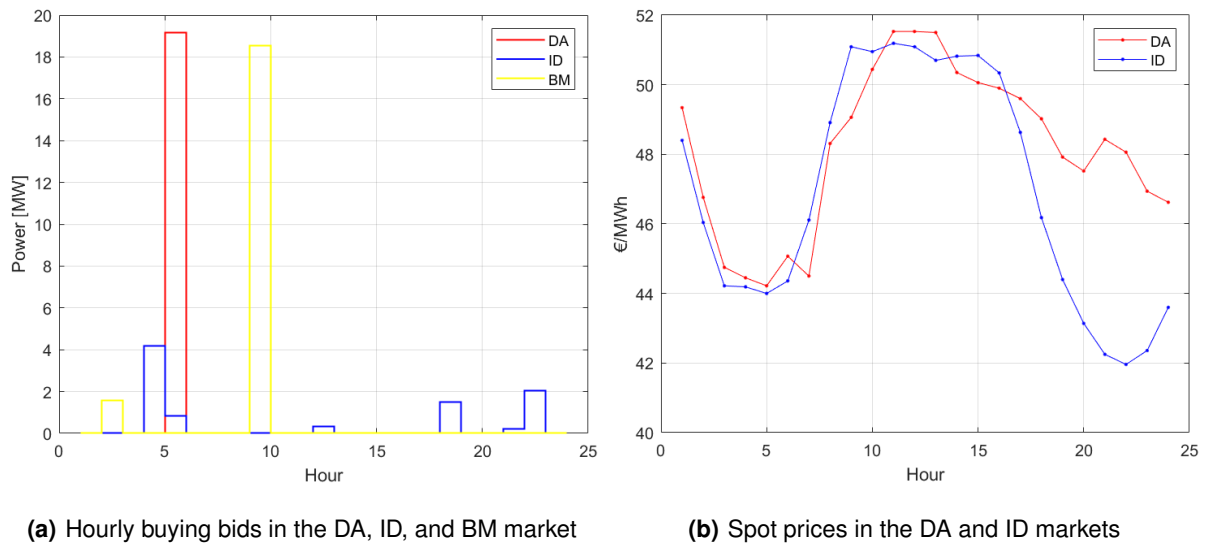 20
18
16
14
12
10
8
6
4
2
0
Power [MW]
0 5 10 15 20 25
Hour
DA
ID
BM
(a) Hourly buying bids in the DA, ID, and BM market
52
50
48
46
44
42
40
€/MWh
0 5 10 15 20 25
Hour
DA
ID
(b) Spot prices in the DA and ID markets